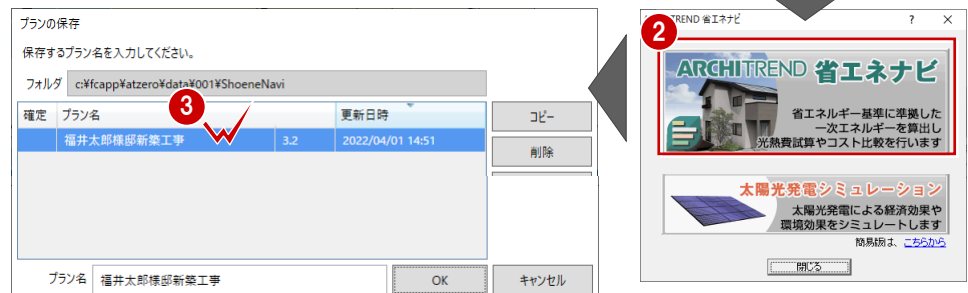 プランの保存
保存するプラン名を入力してください。
フォルダ c:¥fcapp¥atzero¥data¥001¥ShoeneNavi
確定 プラン名 更新日時
福井太郎様邸新築工事 3.2 2022/04/01 14:51
3
コピー
削除
プラン名 福井太郎様邸新築工事 OK キャンセル
TREND 省エネナビ ? ×
2
ARCHITREND 省エネナビ
省エネルギー基準に準拠した
一次エネルギーを算出し
光熱費試算やコスト比較を行います
太陽光発電シミュレーション
太陽光発電による経済効果や
環境効果をシミュレートします
簡易版は、こちらから
閉じる